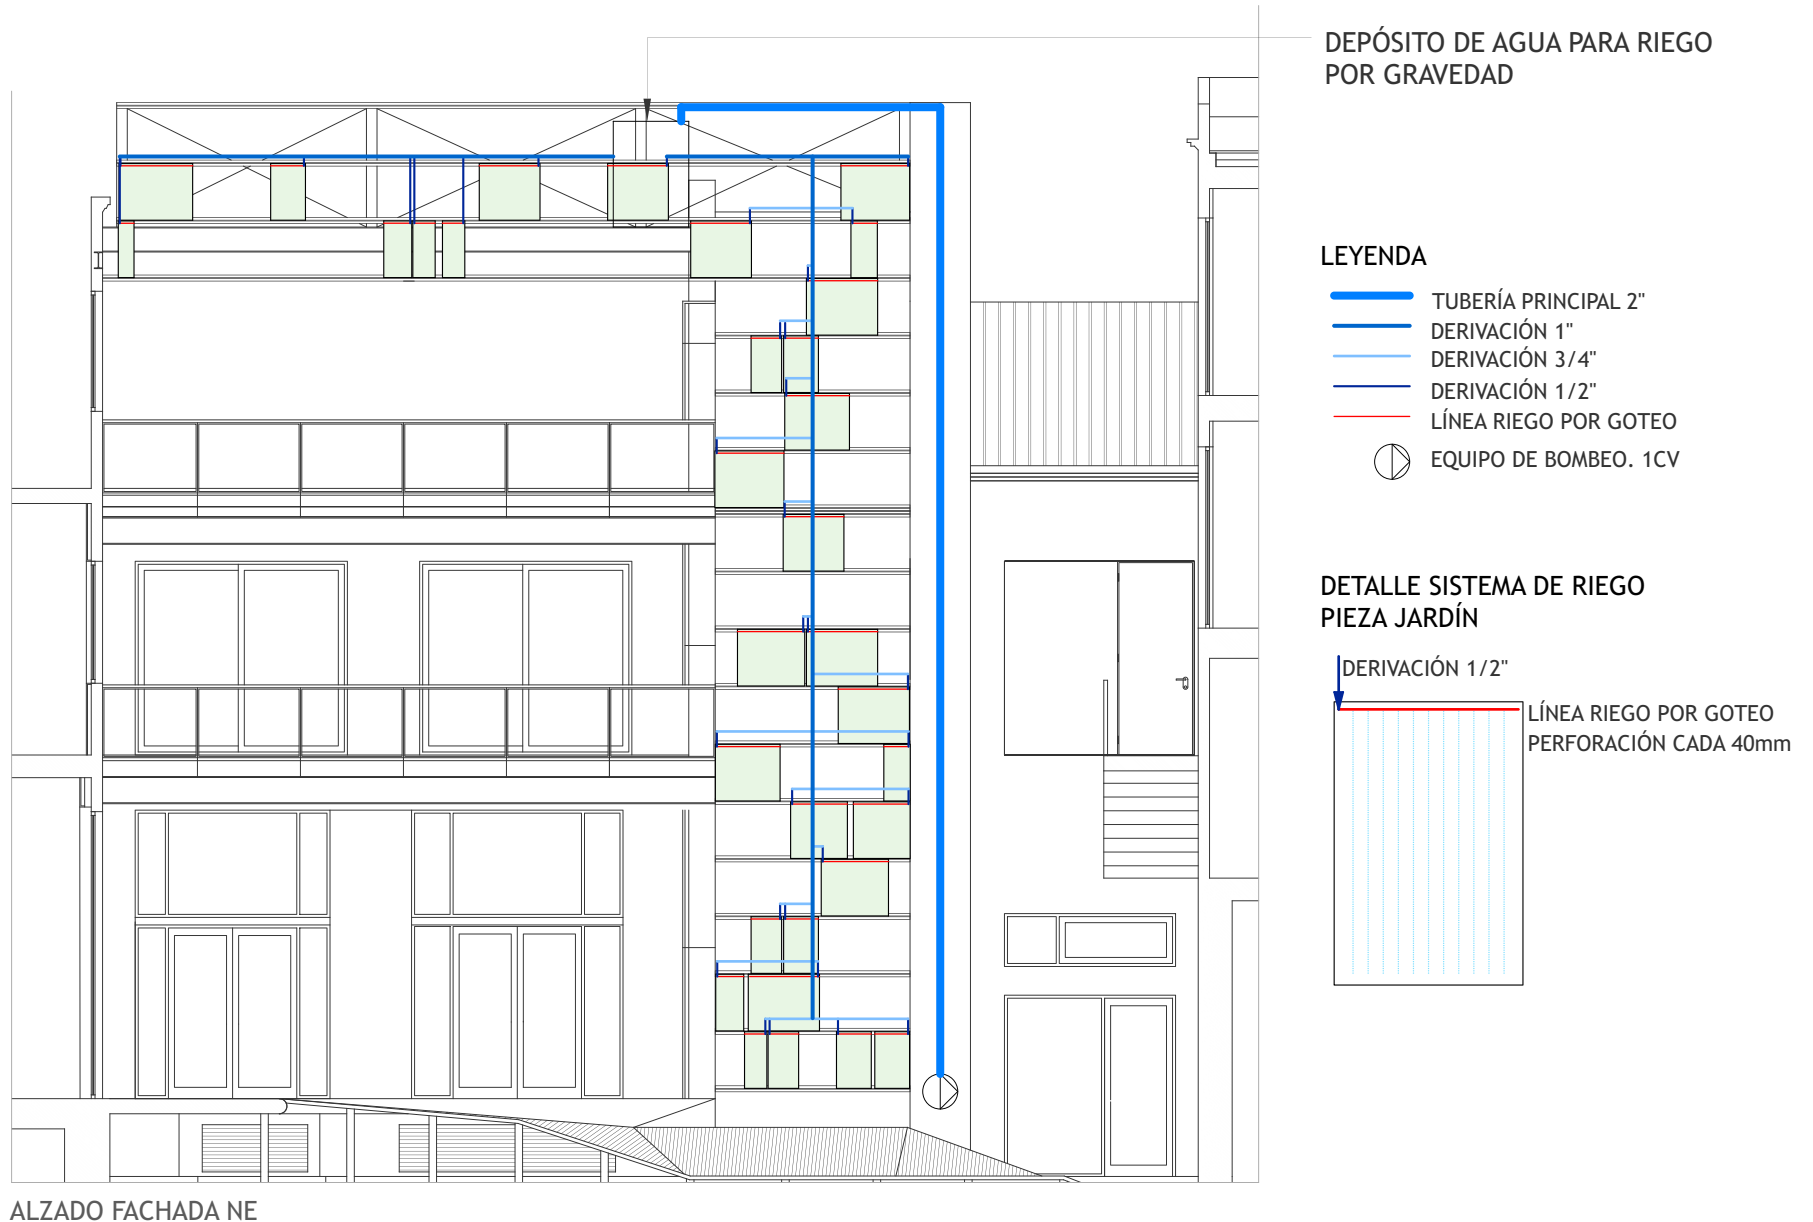 DEPÓSITO DE AGUA PARA RIEGO
POR GRAVEDAD
LEYENDA
TUBERÍA PRINCIPAL 2"
DERIVACIÓN 1"
DERIVACIÓN 3/4"
DERIVACIÓN 1/2"
LÍNEA RIEGO POR GOTEO
EQUIPO DE BOMBEO. 1CV
DETALLE SISTEMA DE RIEGO
PIEZA JARDÍN
DERIVACIÓN 1/2"
LÍNEA RIEGO POR GOTEO
PERFORACIÓN CADA 40mm
ALZADO FACHADA NE